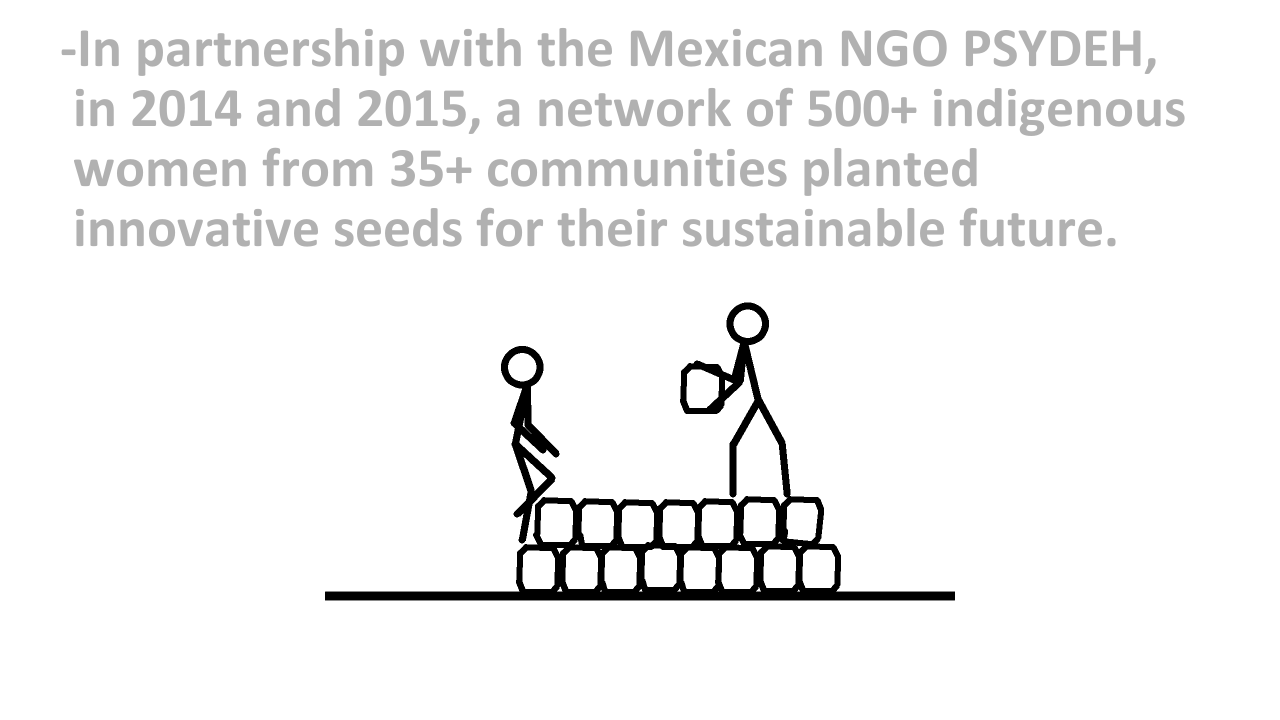 -In partnership with the Mexican NGO PSYDEH,
in 2014 and 2015, a network of 500+ indigenous
women from 35+ communities planted
innovative seeds for their sustainable future.